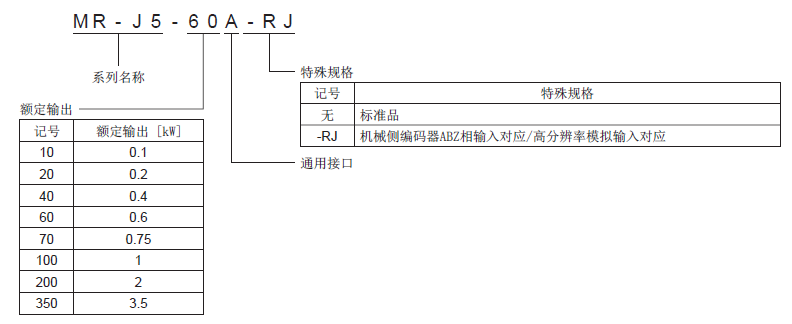 MR-J5-60A-RJ
系列名称
特殊规格
记号 特殊规格
无 标准品
-RJ 机械侧编码器ABZ相输入对应/高分辨率模拟输入对应
通用接口
额定输出
记号 额定输出 [kW]
10 0.1
20 0.2
40 0.4
60 0.6
70 0.75
100 1
200 2
350 3.5